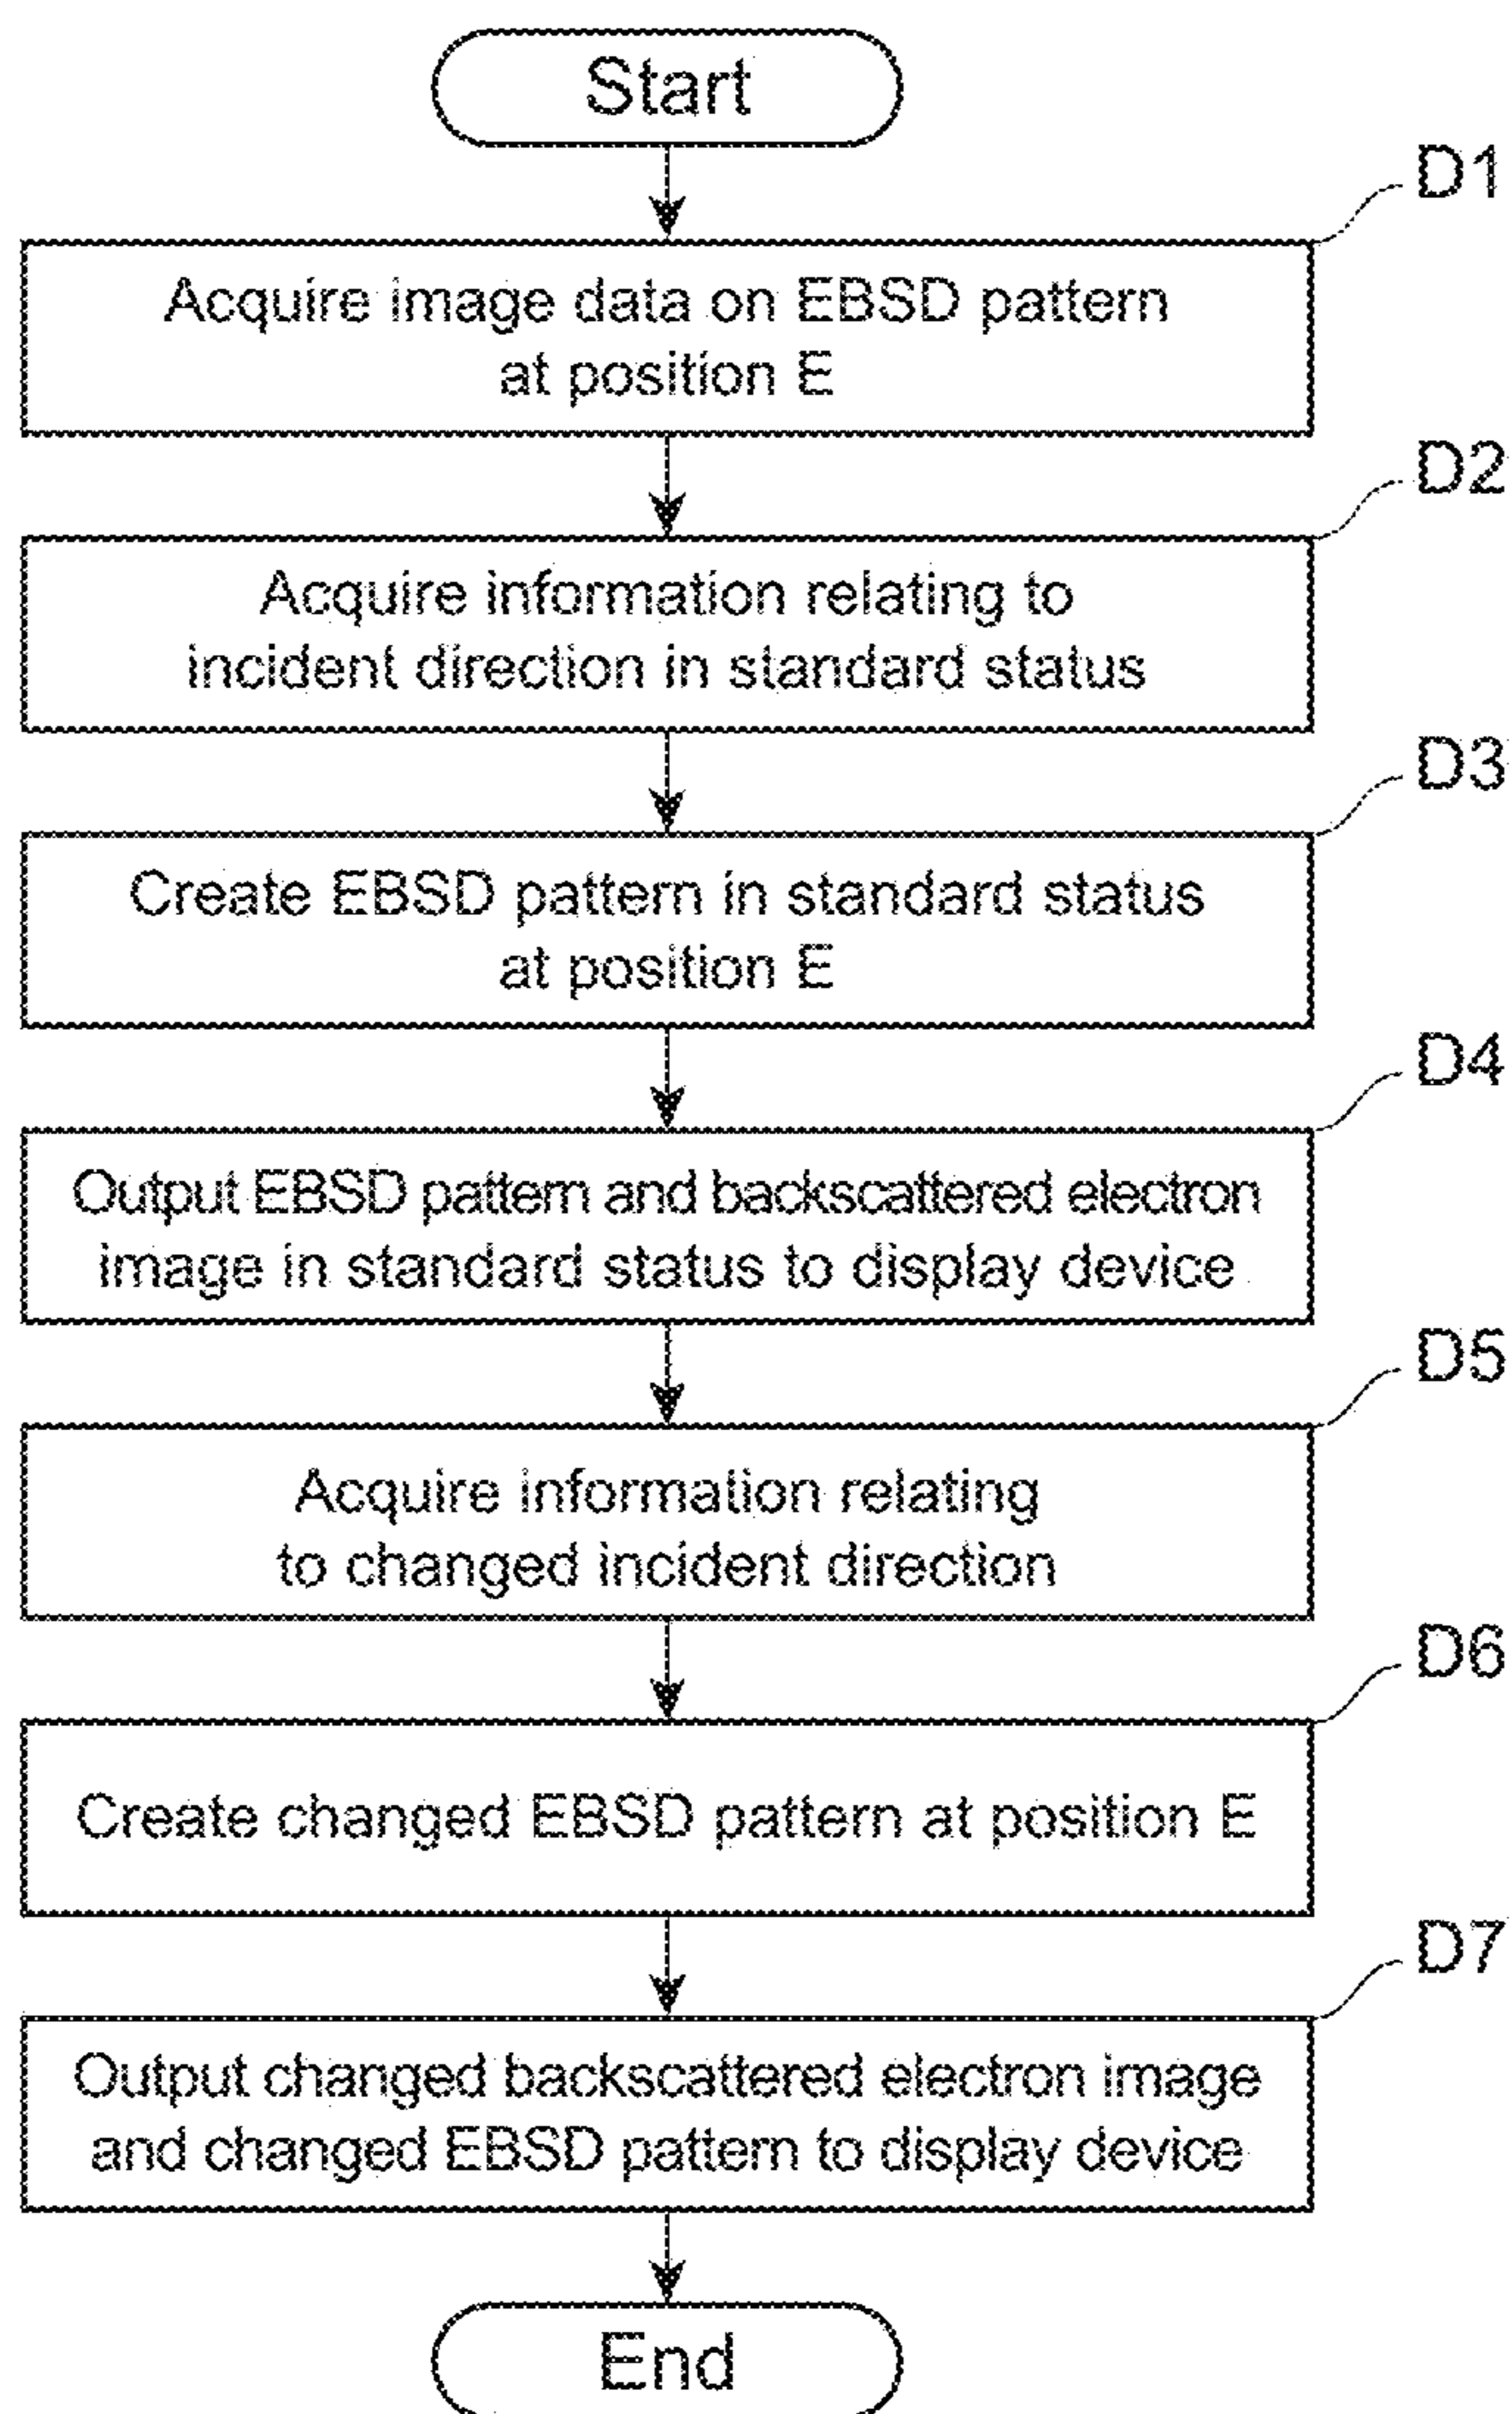 Start
D1
Acquire image data on EBSD pattern
at position E
D2
Acquire information relating to
incident direction in standard status
D3
Create EBSD pattern in standard status
at position E
D4
Output EBSD pattern and backscattered electron
image in standard status to display device
D5
Acquire information relating
to changed incident direction
D6
Create changed EBSD pattern at position E
D7
Output changed backscattered electron image
and changed EBSD pattern to display device
End